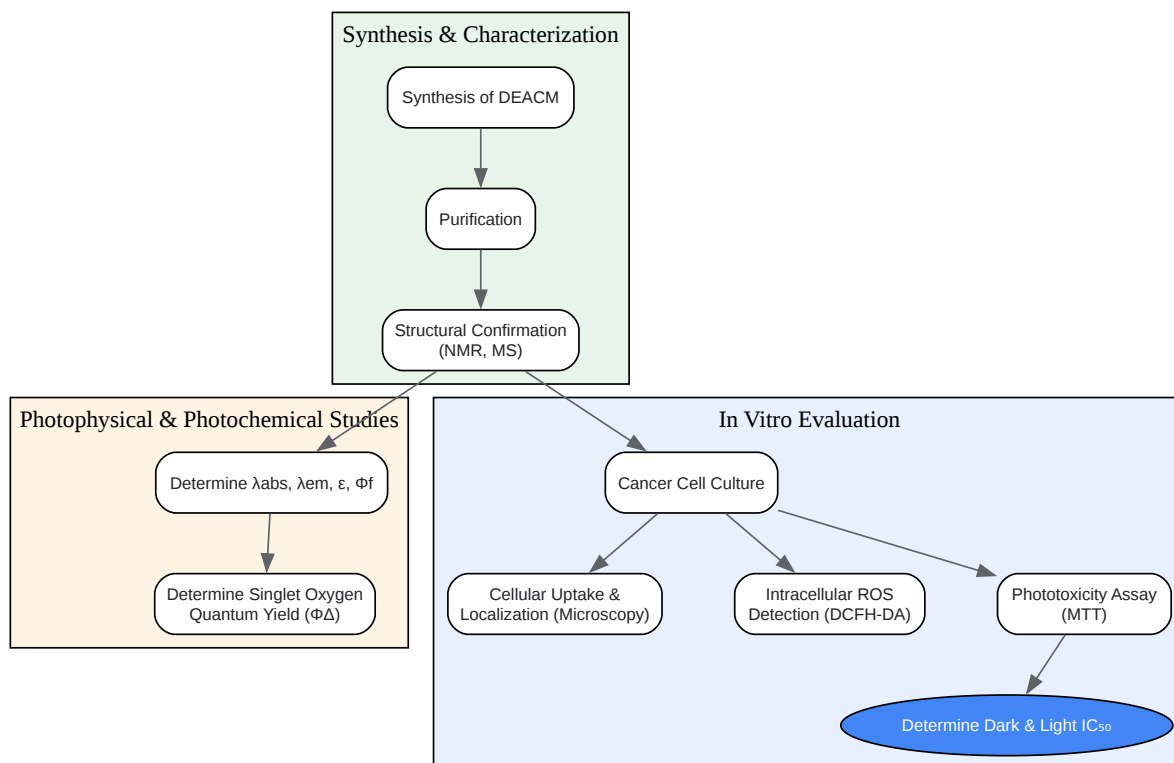 Synthesis & Characterization
Synthesis of DEACM
Purification
Structural Confirmation
(NMR, MS)
Photophysical & Photochemical Studies
Determine λabs, λem, ε, Φf
Determine Singlet Oxygen
Quantum Yield (ΦΔ)
In Vitro Evaluation
Cancer Cell Culture
Cellular Uptake &
Localization (Microscopy)
Intracellular ROS
Detection (DCFH-DA)
Phototoxicity Assay
(MTT)
Determine Dark & Light IC₅₀